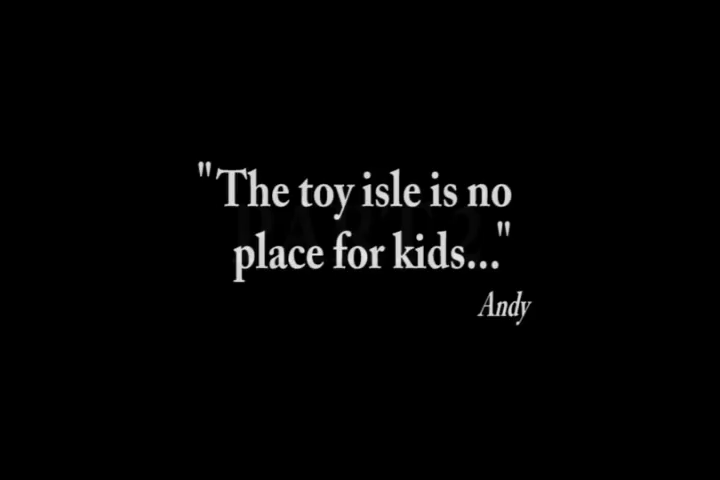 "The toy isle is no
place for kids..."
Andy